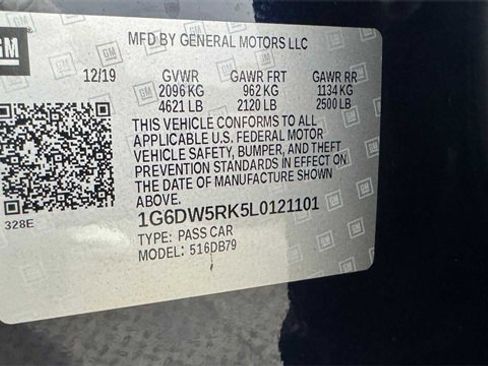 GM
MFD BY GENERAL MOTORS LLC
12/19 GVWR GAWR FRT GAWR RR
2096 KG 962 KG 1134 KG
4621 LB 2120 LB 2500 LB
THIS VEHICLE CONFORMS TO ALL
APPLICABLE U.S. FEDERAL MOTOR
VEHICLE SAFETY, BUMPER, AND THEFT
PREVENTION STANDARDS IN EFFECT ON
THE DATE OF MANUFACTURE SHOWN
ABOVE.
328E
1G6DW5RK5L0121101
TYPE: PASS CAR
MODEL: 516DB79